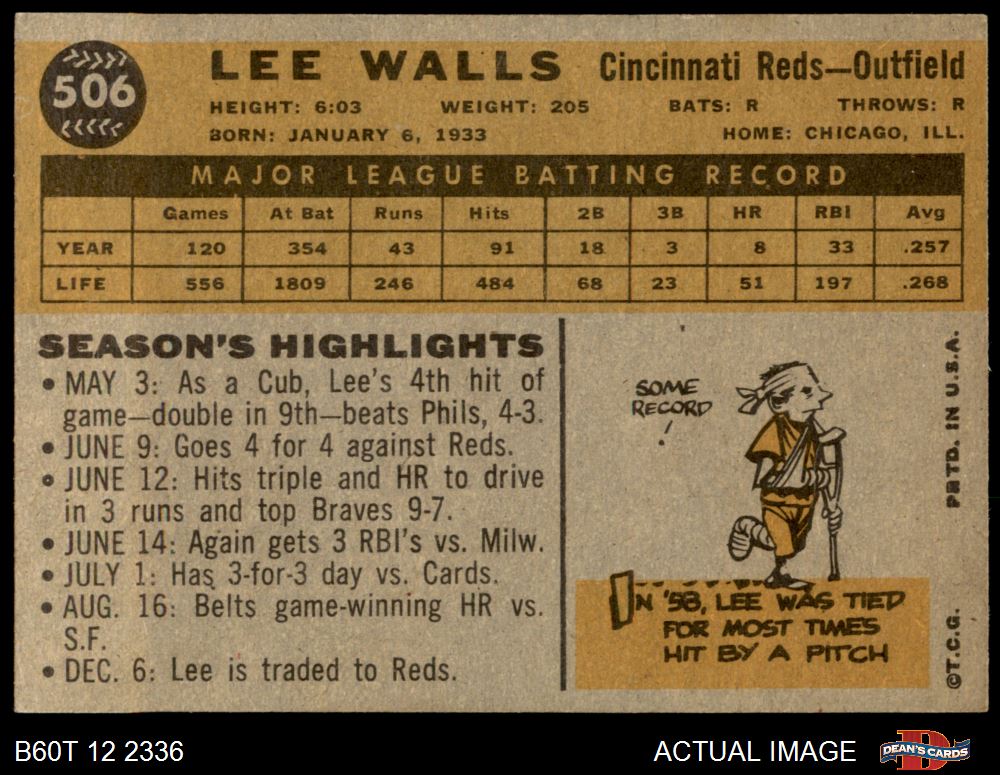 506
LEE WALLS Cincinnati Reds—Outfield
HEIGHT: 6:03 WEIGHT: 205 BATS: R THROWS: R
BORN: JANUARY 6, 1933 HOME: CHICAGO, ILL.
MAJOR LEAGUE BATTING RECORD
Games At Bat Runs Hits 2B 3B HR RBI Avg
YEAR 120 354 43 91 18 3 8 33 .257
LIFE 556 1809 246 484 68 23 51 197 .268
SEASON'S HIGHLIGHTS
• MAY 3: As a Cub, Lee's 4th hit of
game—double in 9th—beats Phils, 4-3.
• JUNE 9: Goes 4 for 4 against Reds.
• JUNE 12: Hits triple and HR to drive
in 3 runs and top Braves 9-7.
• JUNE 14: Again gets 3 RBI's vs. Milw.
• JULY 1: Has 3-for-3 day vs. Cards.
• AUG. 16: Belts game-winning HR vs.
S.F.
• DEC. 6: Lee is traded to Reds.
SOME
RECORD
!
IN '58, LEE WAS TIED
FOR MOST TIMES
HIT BY A PITCH
©T.C.G. PRTD. IN U.S.A.
B60T 12 2336 ACTUAL IMAGE DEAN'S CARDS